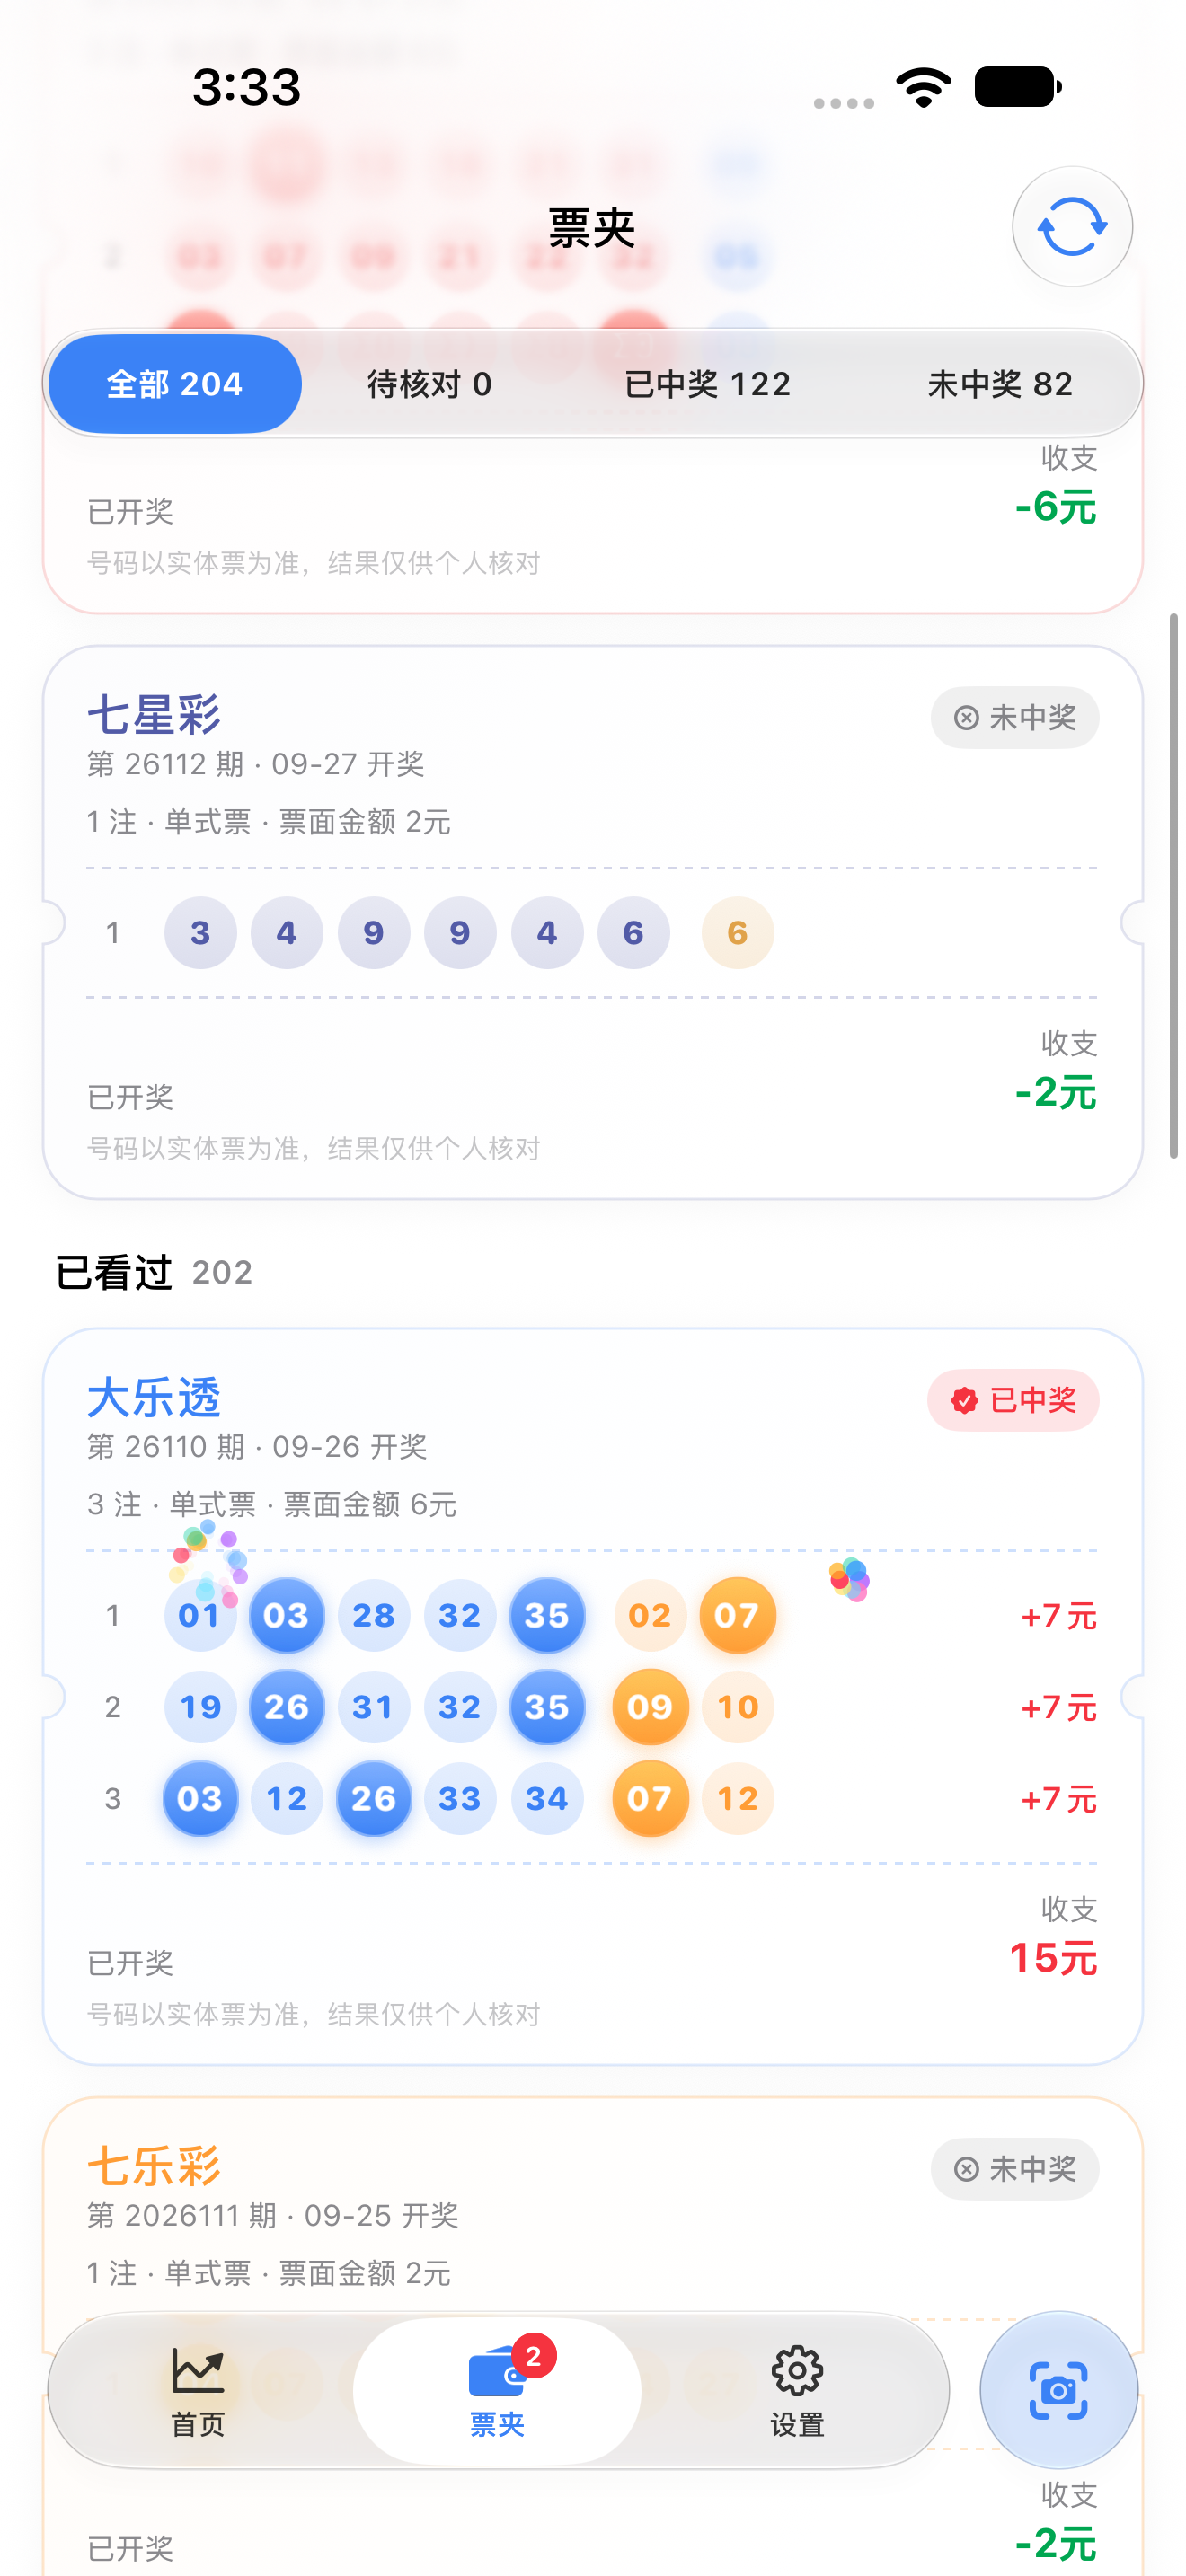 3:33
票夹
2 03 07 09 21 22 32 05
全部 204 待核对 0 已中奖 122 未中奖 82
收支
已开奖 -6元
号码以实体票为准，结果仅供个人核对
七星彩 未中奖
第 26112 期 · 09-27 开奖
1 注 · 单式票 · 票面金额 2元
1 3 4 9 9 4 6 6
收支
已开奖 -2元
号码以实体票为准，结果仅供个人核对
已看过 202
大乐透 已中奖
第 26110 期 · 09-26 开奖
3 注 · 单式票 · 票面金额 6元
1 01 03 28 32 35 02 07 +7元
2 19 26 31 32 35 09 10 +7元
3 03 12 26 33 34 07 12 +7元
收支
已开奖 15元
号码以实体票为准，结果仅供个人核对
七乐彩 未中奖
第 2026111 期 · 09-25 开奖
1 注 · 单式票 · 票面金额 2元
2
首页 票夹 设置
收支
已开奖 -2元